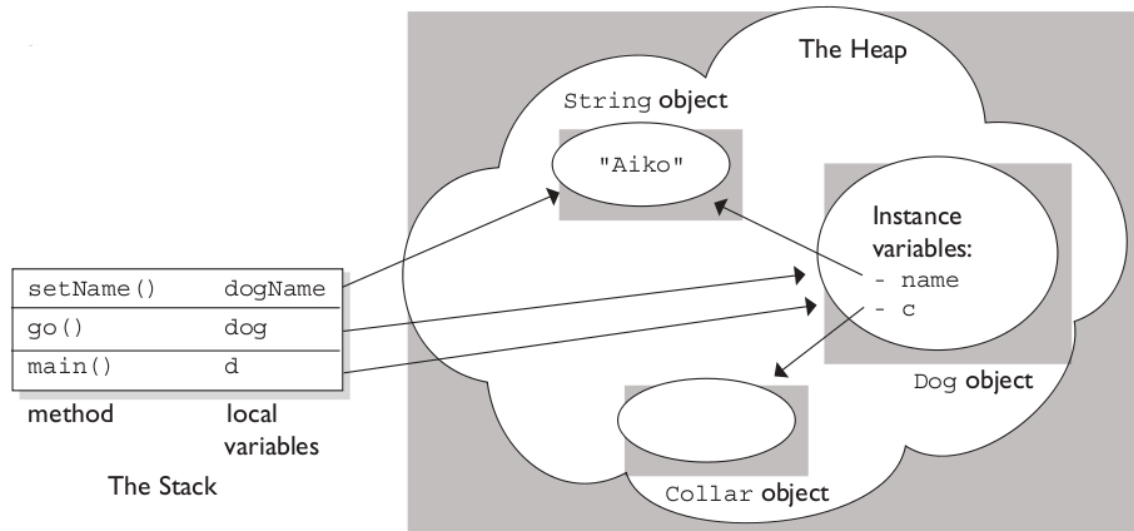 The Heap
String object
"Aiko"
Instance
variables:
- name
- c
Dog object
Collar object
setName() dogName
go() dog
main() d
method local
variables
The Stack